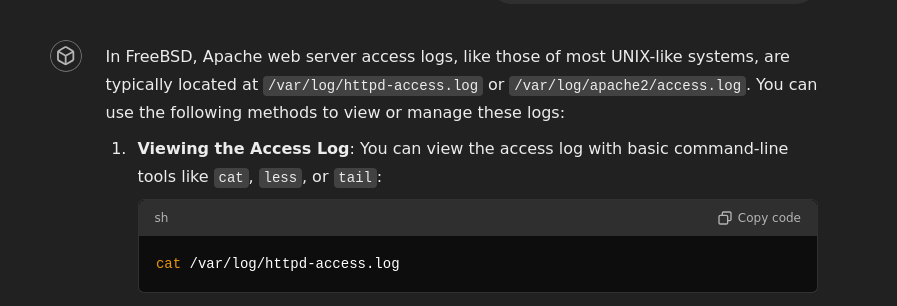 In FreeBSD, Apache web server access logs, like those of most UNIX-like systems, are
typically located at /var/log/httpd-access.log or /var/log/apache2/access.log. You can
use the following methods to view or manage these logs:
1. Viewing the Access Log: You can view the access log with basic command-line
tools like cat, less, or tail:
sh Copy code
cat /var/log/httpd-access.log